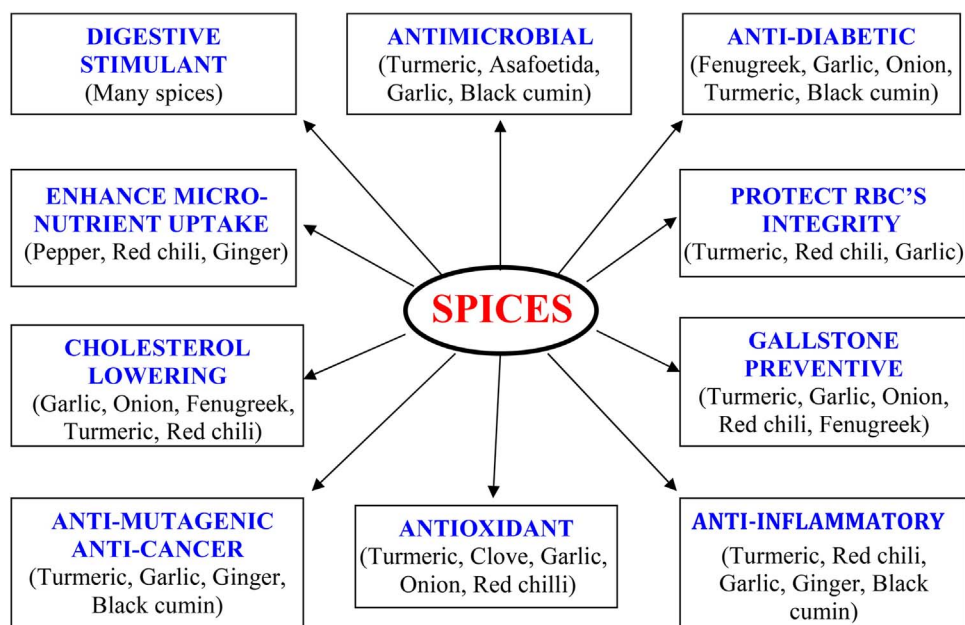 DIGESTIVE
STIMULANT
(Many spices)
ANTIMICROBIAL
(Turmeric, Asafoetida,
Garlic, Black cumin)
ANTI-DIABETIC
(Fenugreek, Garlic, Onion,
Turmeric, Black cumin)
ENHANCE MICRO-
NUTRIENT UPTAKE
(Pepper, Red chili, Ginger)
PROTECT RBC'S
INTEGRITY
(Turmeric, Red chili, Garlic)
SPICES
CHOLESTEROL
LOWERING
(Garlic, Onion, Fenugreek,
Turmeric, Red chili)
GALLSTONE
PREVENTIVE
(Turmeric, Garlic, Onion,
Red chili, Fenugreek)
ANTI-MUTAGENIC
ANTI-CANCER
(Turmeric, Garlic, Ginger,
Black cumin)
ANTIOXIDANT
(Turmeric, Clove, Garlic,
Onion, Red chilli)
ANTI-INFLAMMATORY
(Turmeric, Red chili,
Garlic, Ginger, Black
cumin)